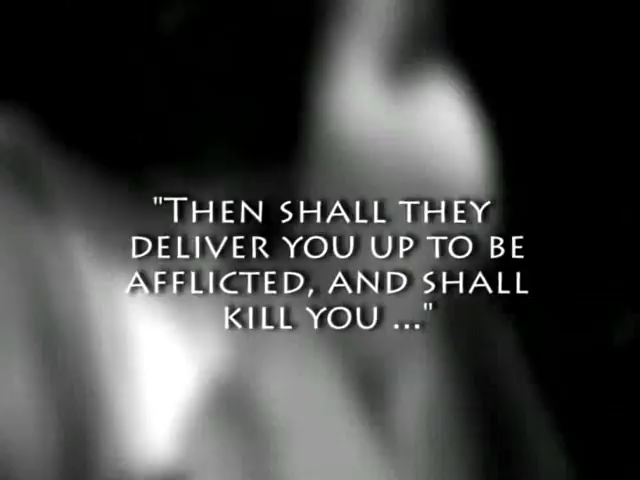 "THEN SHALL THEY
DELIVER YOU UP TO BE
AFFLICTED, AND SHALL
KILL YOU ..."